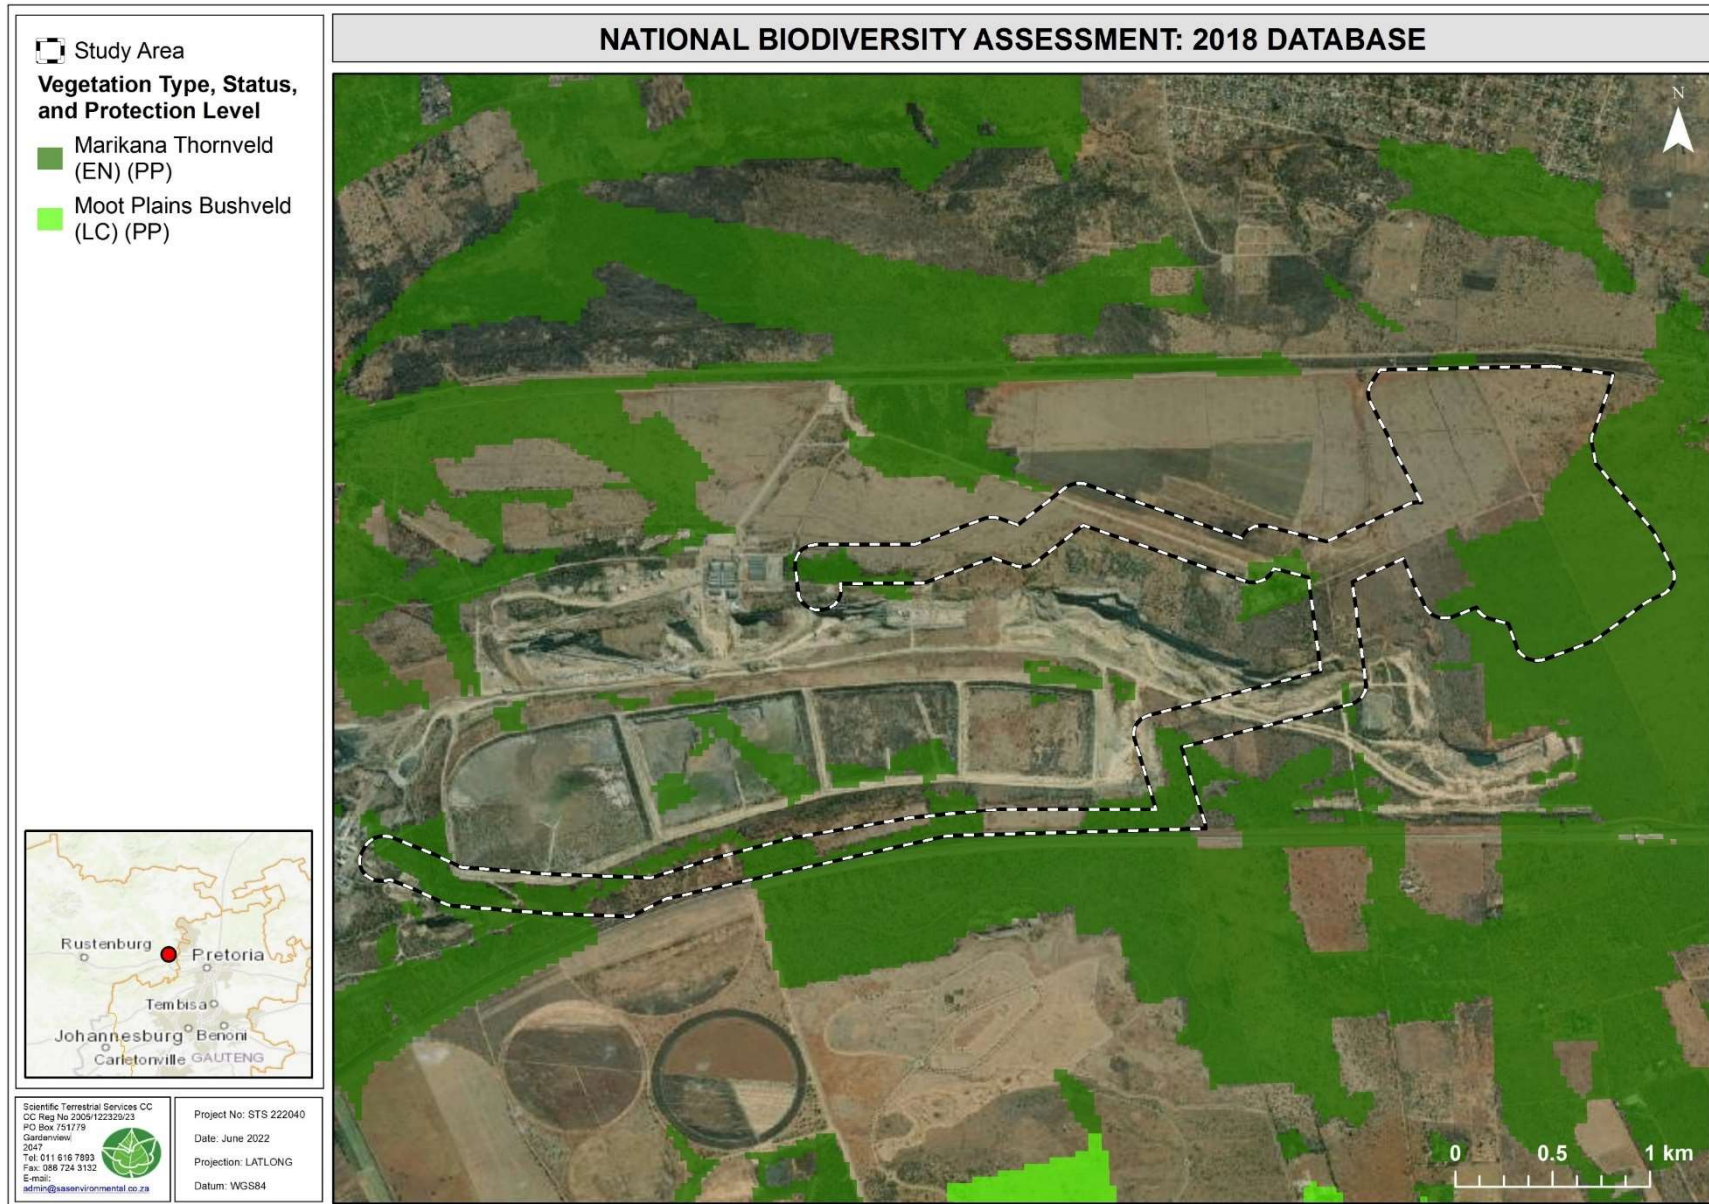 NATIONAL BIODIVERSITY ASSESSMENT: 2018 DATABASE
Study Area
Vegetation Type, Status,
and Protection Level
Marikana Thornveld
(EN) (PP)
Moot Plains Bushveld
(LC) (PP)
N
Rustenburg
Pretoria
Tembisa
Johannesburg
Benoni
Carletonville
GAUTENG
Scientific Terrestrial Services CC
CC Reg No 2005/122329/23
PO Box 751779
Gardenview
2047
Tel: 011 616 7893
Fax: 086 724 3132
E-mail:
admin@sasenvironmental.co.za
Project No: STS 222040
Date: June 2022
Projection: LATLONG
Datum: WGS84
0 0.5 1 km